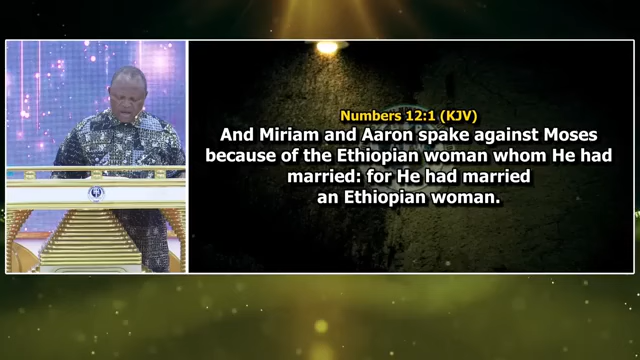 Numbers 12:1 (KJV)
And Miriam and Aaron spake against Moses
because of the Ethiopian woman whom He had
married: for He had married
an Ethiopian woman.